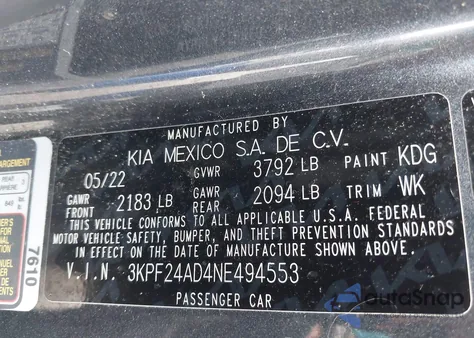 MANUFACTURED BY
KIA MEXICO S.A. DE C.V.
05/22 GVWR 3792 LB PAINT KDG
GAWR FRONT 2183 LB GAWR REAR 2094 LB TRIM WK
THIS VEHICLE CONFORMS TO ALL APPLICABLE U.S.A. FEDERAL
MOTOR VEHICLE SAFETY, BUMPER, AND THEFT PREVENTION STANDARDS
IN EFFECT ON THE DATE OF MANUFACTURE SHOWN ABOVE.
V.I.N. 3KPF24AD4NE494553
PASSENGER CAR
7610
AutoSnap